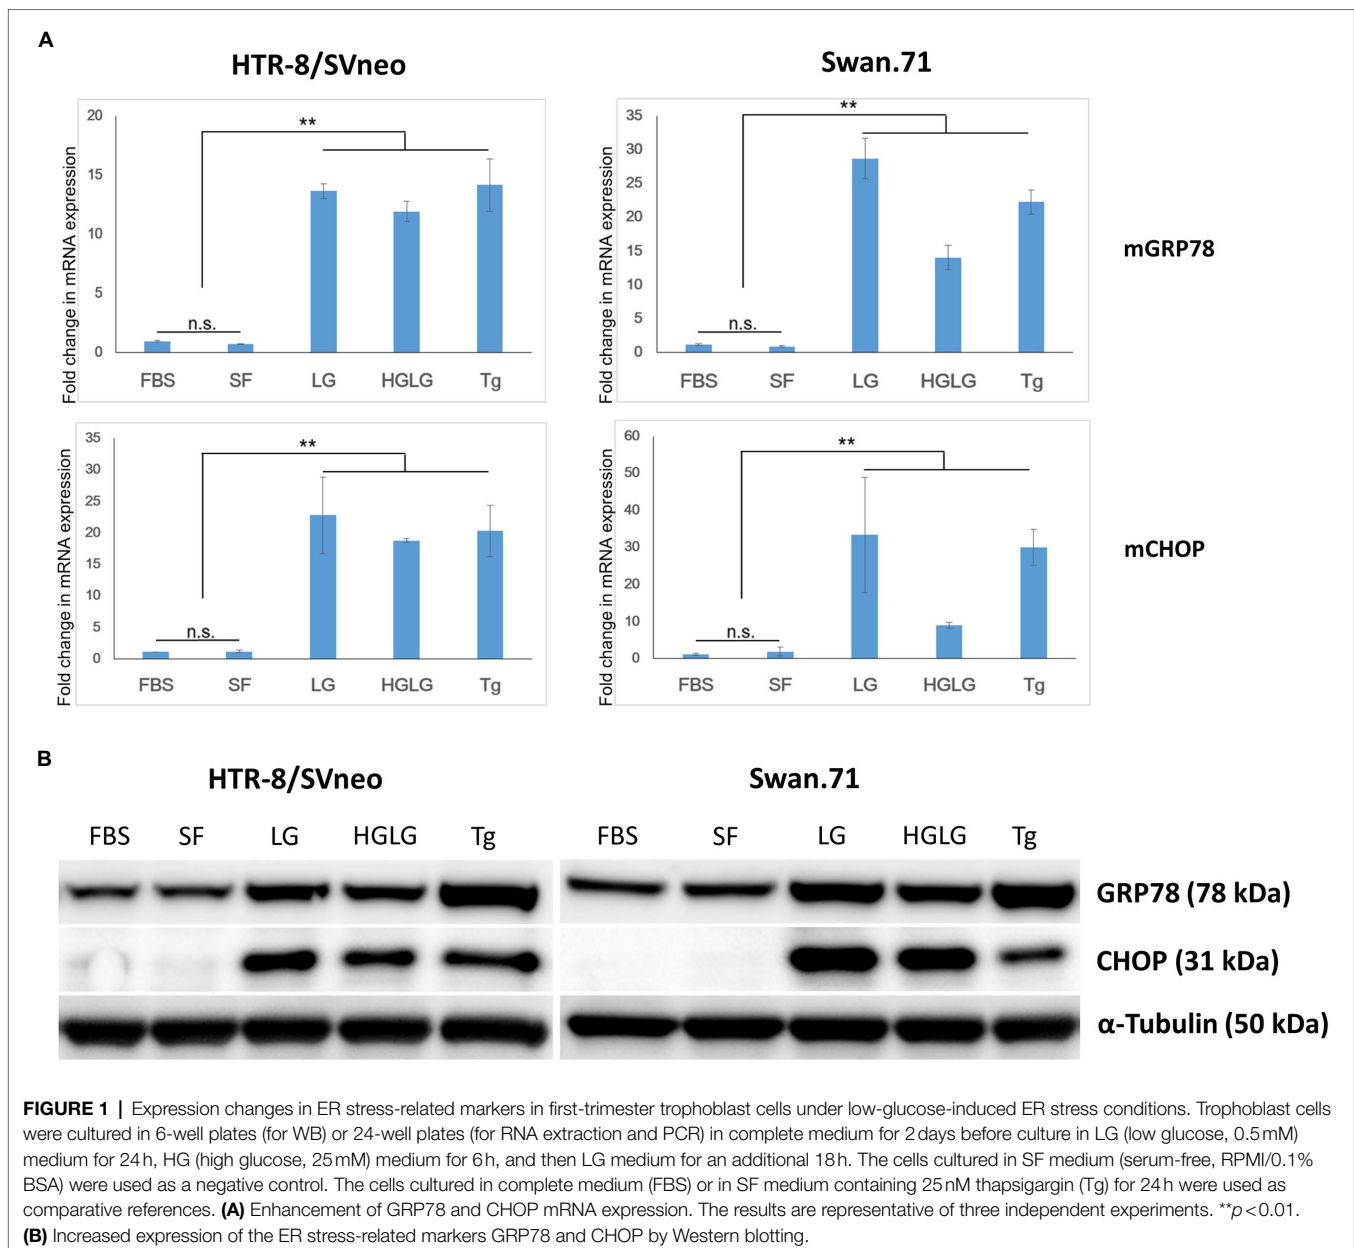 A
HTR-8/SVneo
Swan.71
Fold change in mRNA expression
20
15
10
5
0
**
n.s.
FBS SF LG HGLG Tg
Fold change in mRNA expression
35
30
25
20
15
10
5
0
**
n.s.
FBS SF LG HGLG Tg
mGRP78
Fold change in mRNA expression
35
30
25
20
15
10
5
0
**
n.s.
FBS SF LG HGLG Tg
Fold change in mRNA expression
60
50
40
30
20
10
0
**
n.s.
FBS SF LG HGLG Tg
mCHOP
B
HTR-8/SVneo
Swan.71
FBS SF LG HGLG Tg FBS SF LG HGLG Tg
GRP78 (78 kDa)
CHOP (31 kDa)
α-Tubulin (50 kDa)
FIGURE 1 | Expression changes in ER stress-related markers in first-trimester trophoblast cells under low-glucose-induced ER stress conditions. Trophoblast cells
were cultured in 6-well plates (for WB) or 24-well plates (for RNA extraction and PCR) in complete medium for 2 days before culture in LG (low glucose, 0.5 mM)
medium for 24 h, HG (high glucose, 25 mM) medium for 6 h, and then LG medium for an additional 18 h. The cells cultured in SF medium (serum-free, RPMI/0.1%
BSA) were used as a negative control. The cells cultured in complete medium (FBS) or in SF medium containing 25 nM thapsigargin (Tg) for 24 h were used as
comparative references. (A) Enhancement of GRP78 and CHOP mRNA expression. The results are representative of three independent experiments. **p < 0.01.
(B) Increased expression of the ER stress-related markers GRP78 and CHOP by Western blotting.